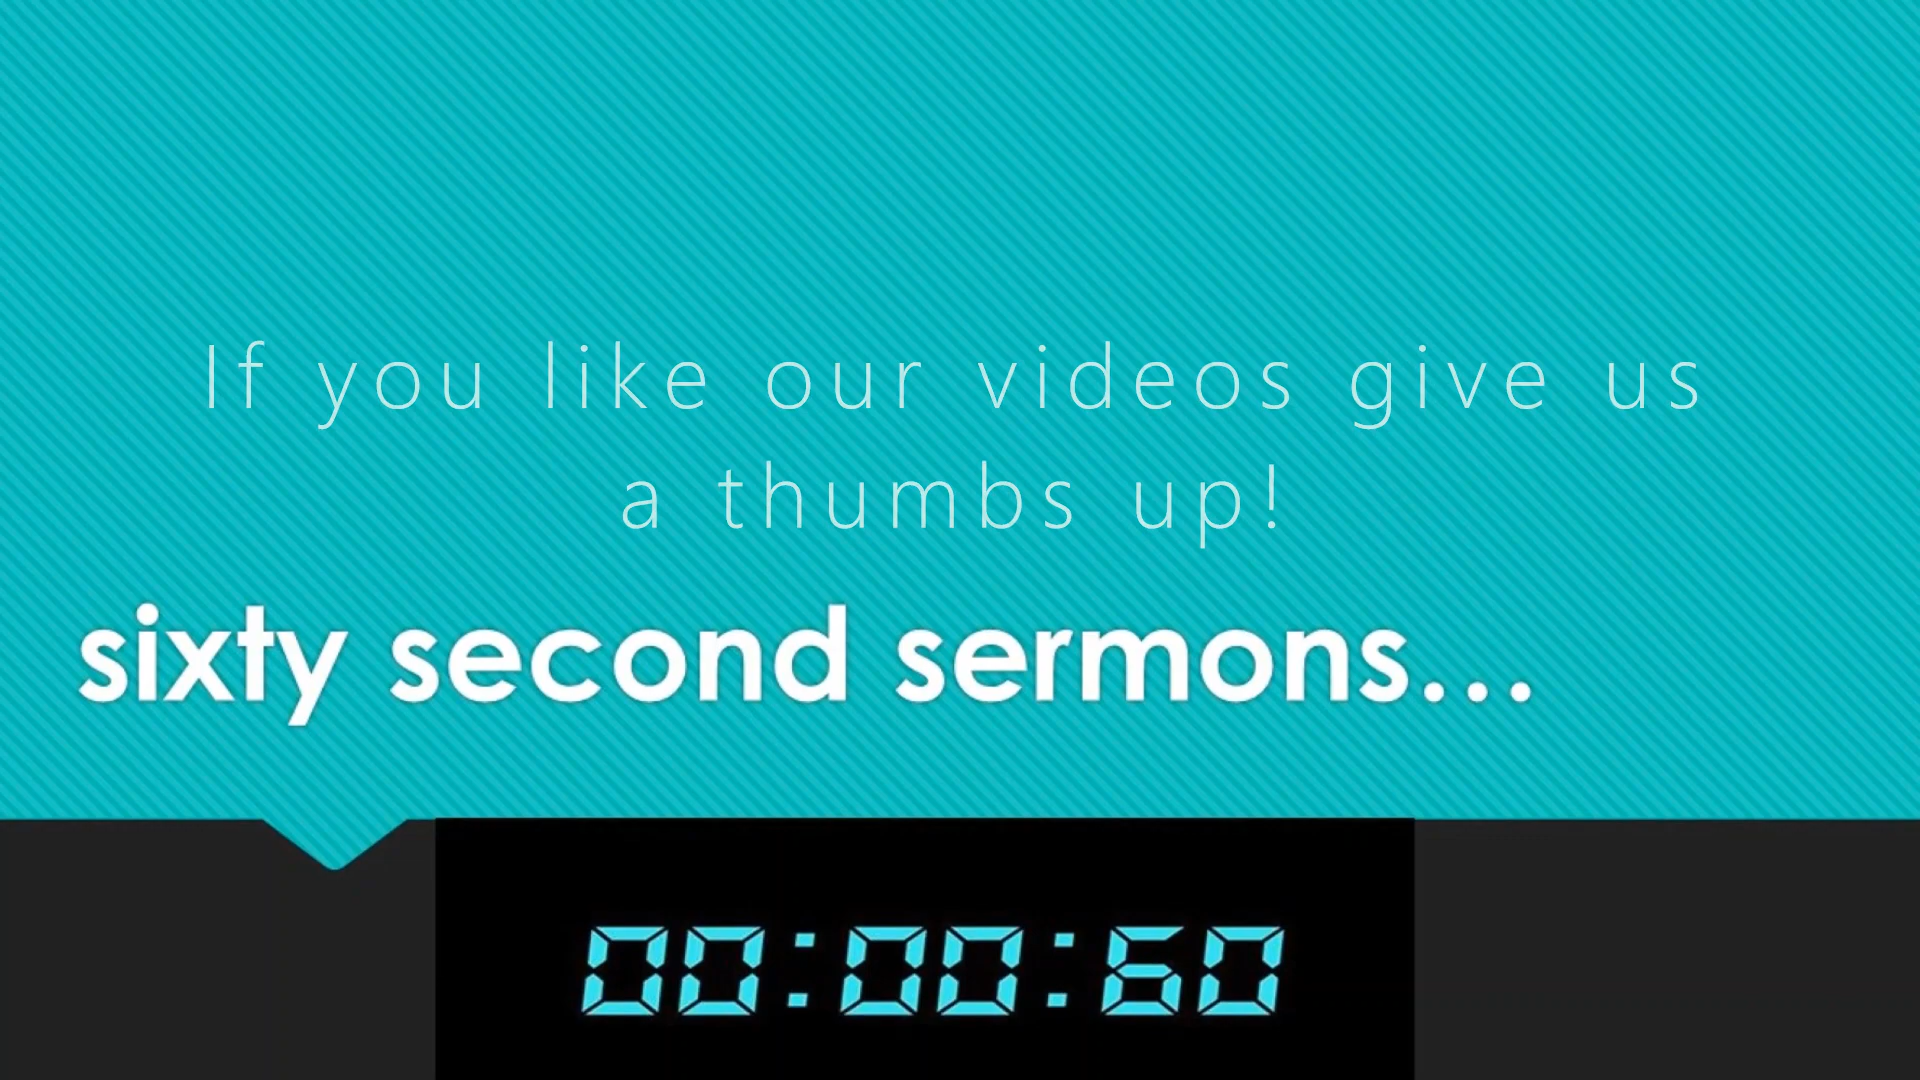 If you like our videos give us
a thumbs up!
sixty second sermons...
00:00:60